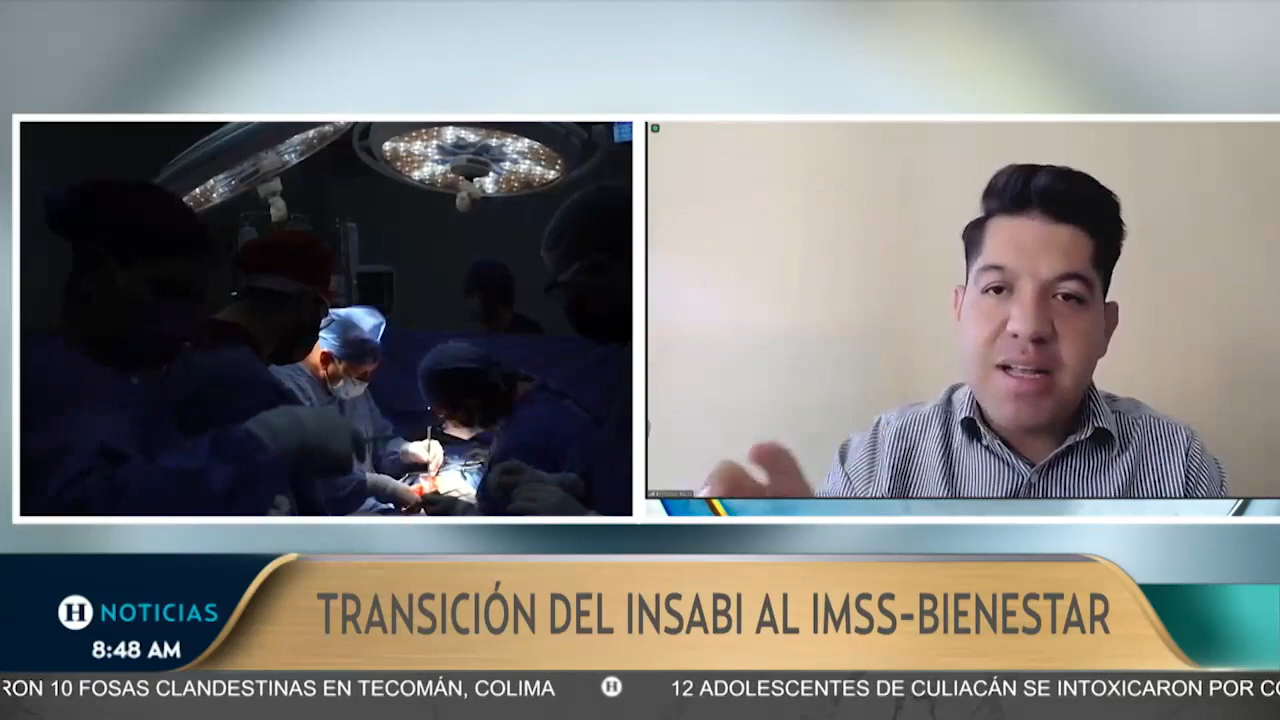 TRANSICIÓN DEL INSABI AL IMSS-BIENESTAR
H NOTICIAS
8:48 AM
RON 10 FOSAS CLANDESTINAS EN TECOMÁN, COLIMA H 12 ADOLESCENTES DE CULIACÁN SE INTOXICARON POR CO